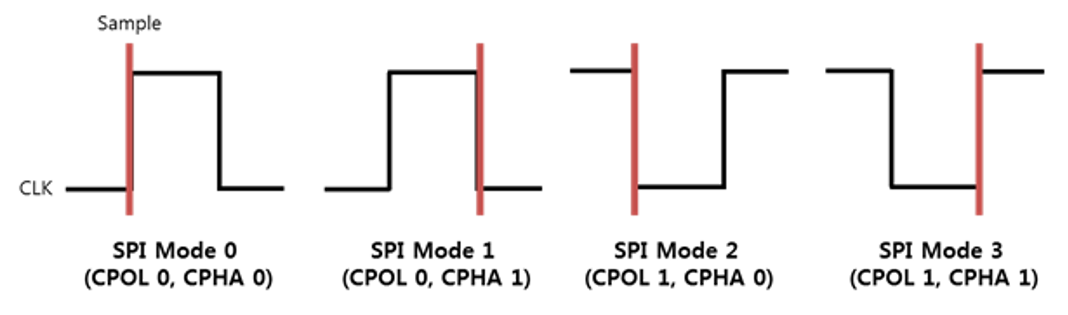 Sample
CLK
SPI Mode 0
(CPOL 0, CPHA 0)
SPI Mode 1
(CPOL 0, CPHA 1)
SPI Mode 2
(CPOL 1, CPHA 0)
SPI Mode 3
(CPOL 1, CPHA 1)